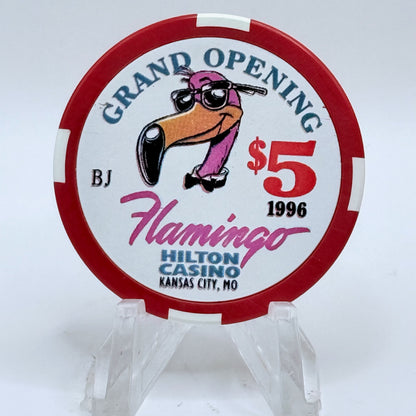 GRAND OPENING
BJ
$5
1996
Flamingo
HILTON
CASINO
KANSAS CITY, MO